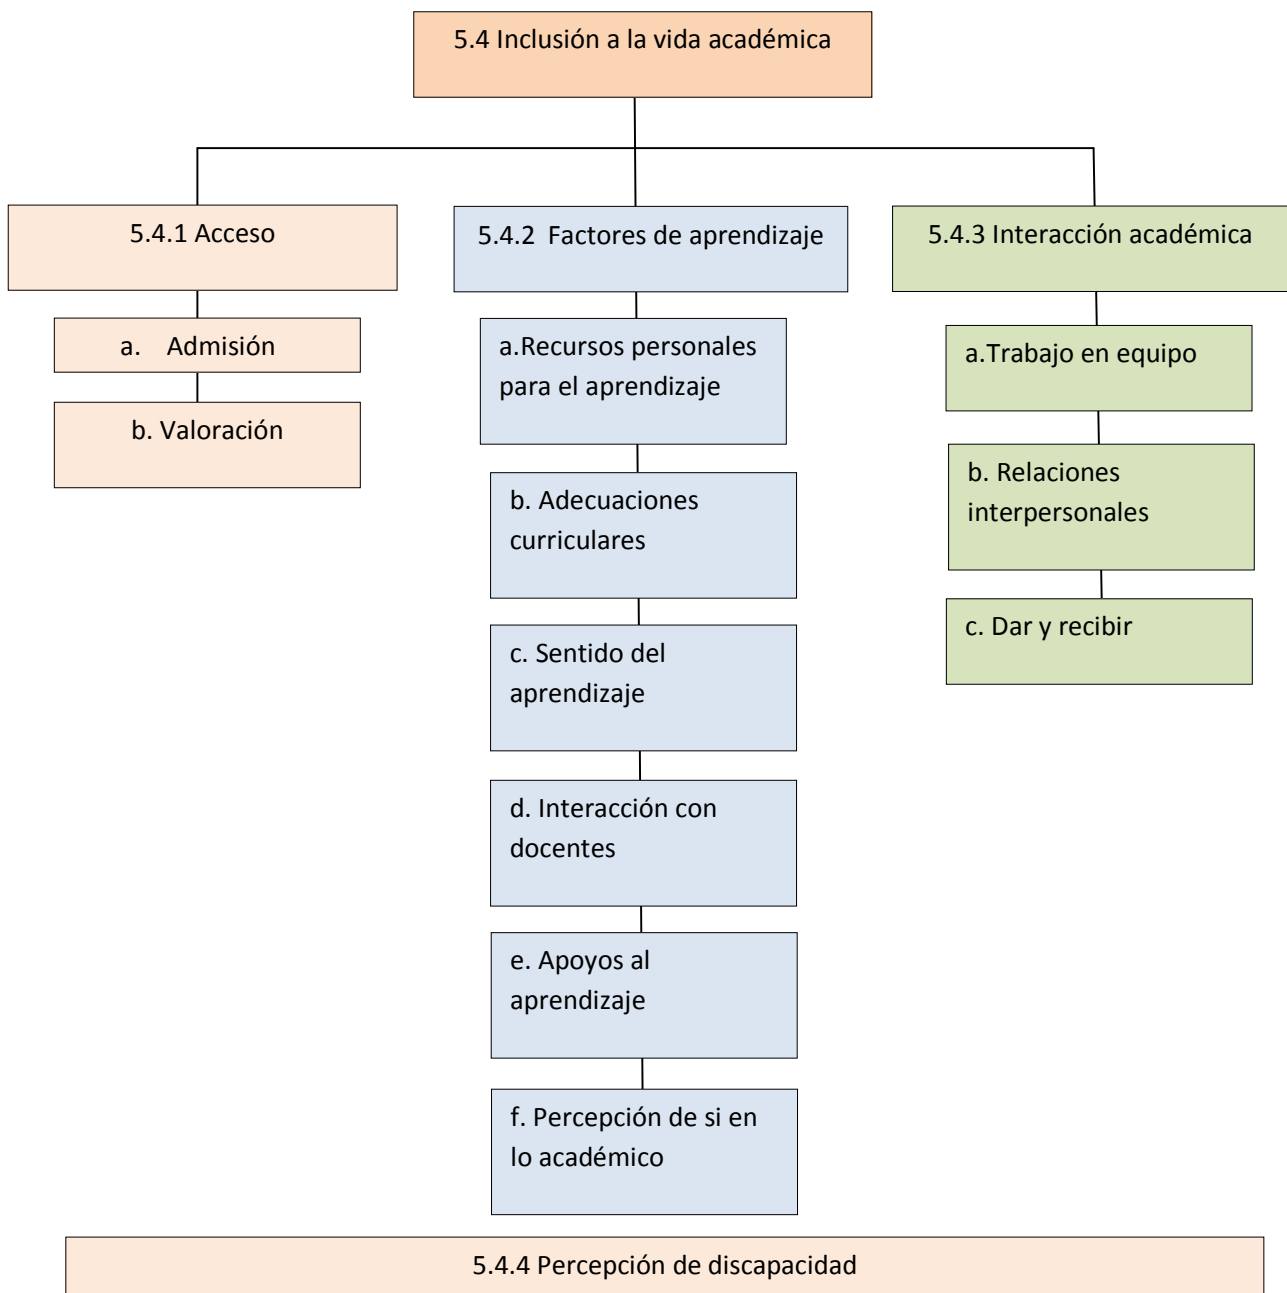 5.4 Inclusión a la vida académica
5.4.1 Acceso
a. Admisión
b. Valoración
5.4.2 Factores de aprendizaje
a.Recursos personales
para el aprendizaje
b. Adecuaciones
curriculares
c. Sentido del
aprendizaje
d. Interacción con
docentes
e. Apoyos al
aprendizaje
f. Percepción de si en
lo académico
5.4.3 Interacción académica
a.Trabajo en equipo
b. Relaciones
interpersonales
c. Dar y recibir
5.4.4 Percepción de discapacidad